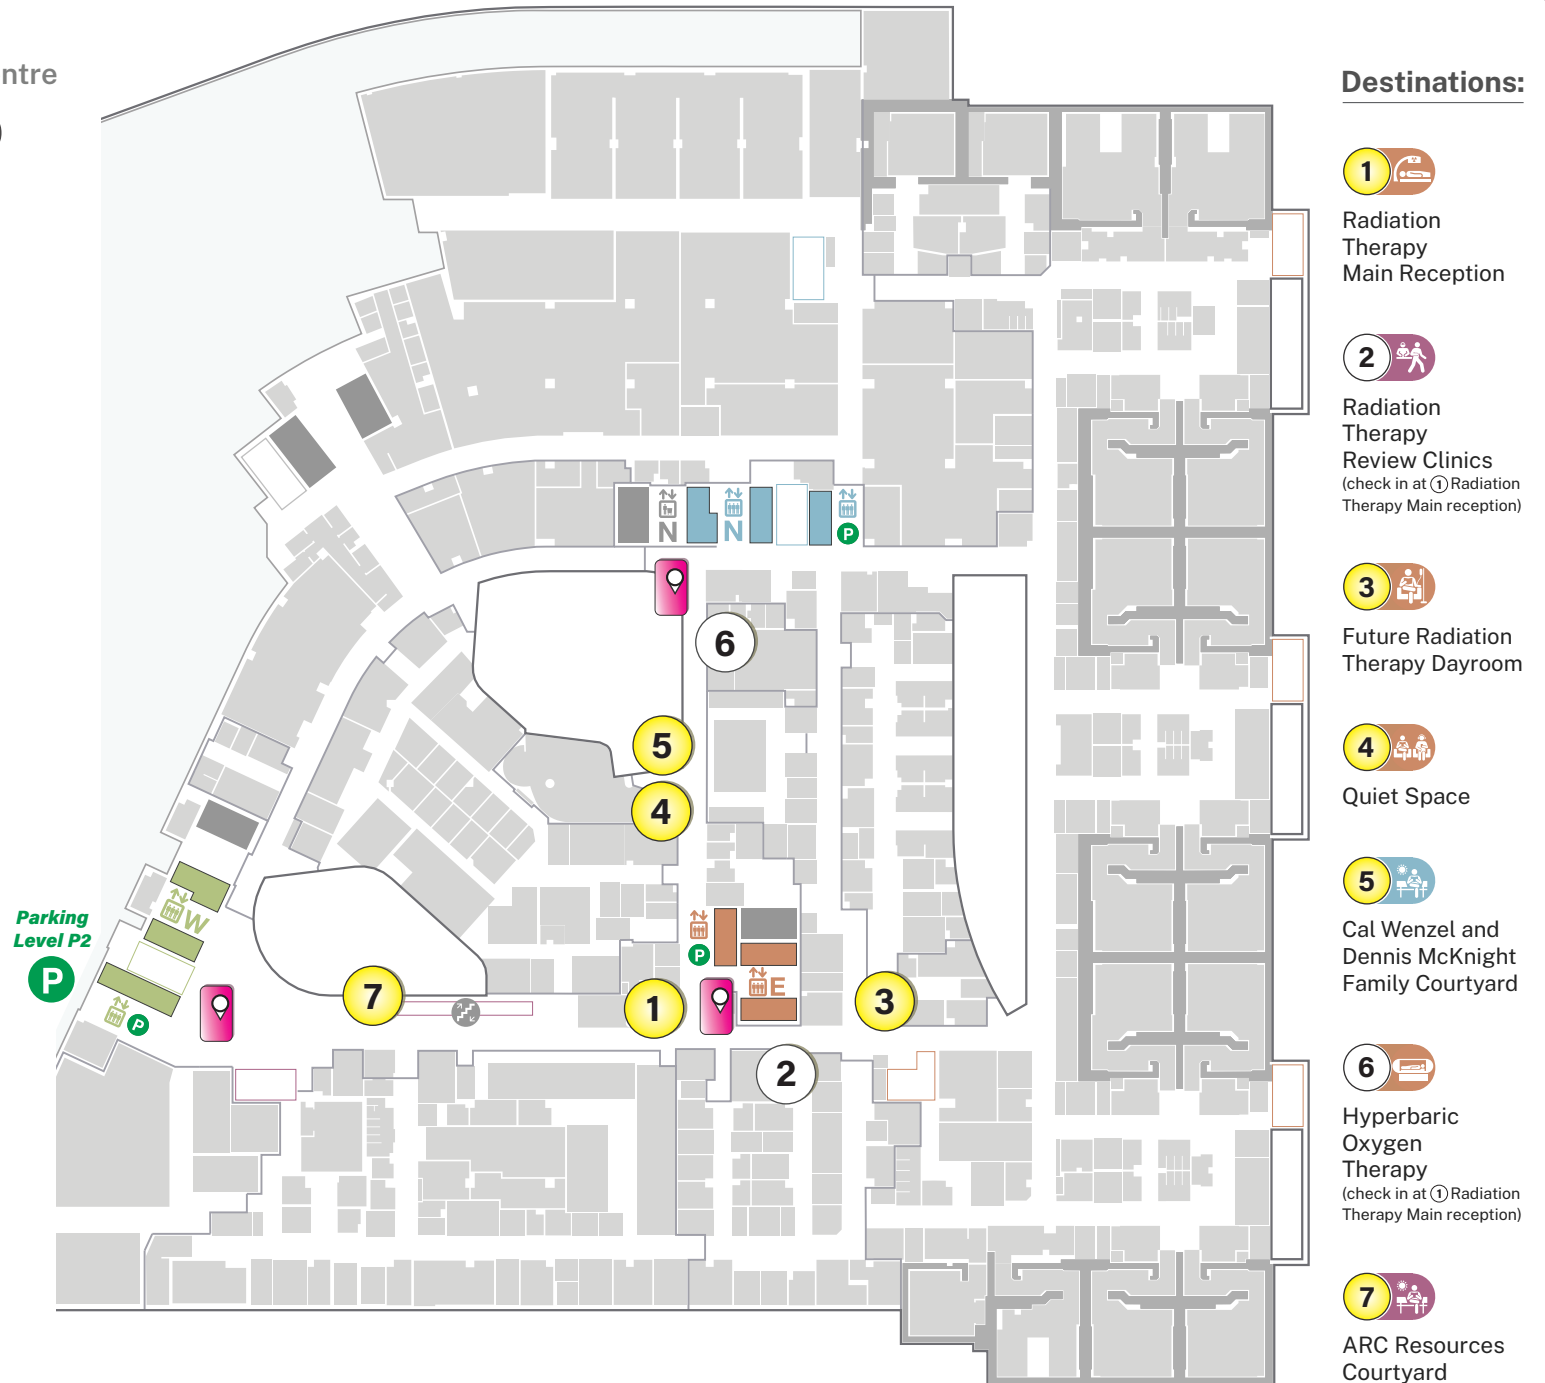 ntre
Destinations:
1
Radiation
Therapy
Main Reception
2
Radiation
Therapy
Review Clinics
(check in at 1 Radiation
Therapy Main reception)
3
Future Radiation
Therapy Dayroom
4
Quiet Space
5
Cal Wenzel and
Dennis McKnight
Family Courtyard
6
Hyperbaric
Oxygen
Therapy
(check in at 1 Radiation
Therapy Main reception)
7
ARC Resources
Courtyard
N
N
P
6
5
4
W
Parking
Level P2
P
P
P
E
7
1
3
2